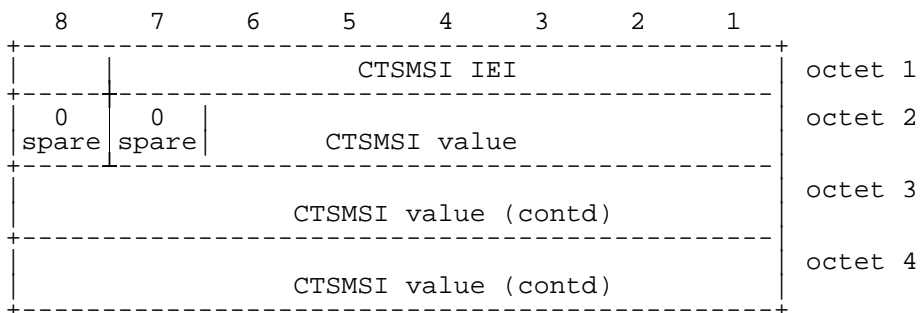 8 7 6 5 4 3 2 1
CTSMSI IEI octet 1
0 0 octet 2
spare spare CTSMSI value
octet 3
CTSMSI value (contd)
octet 4
CTSMSI value (contd)